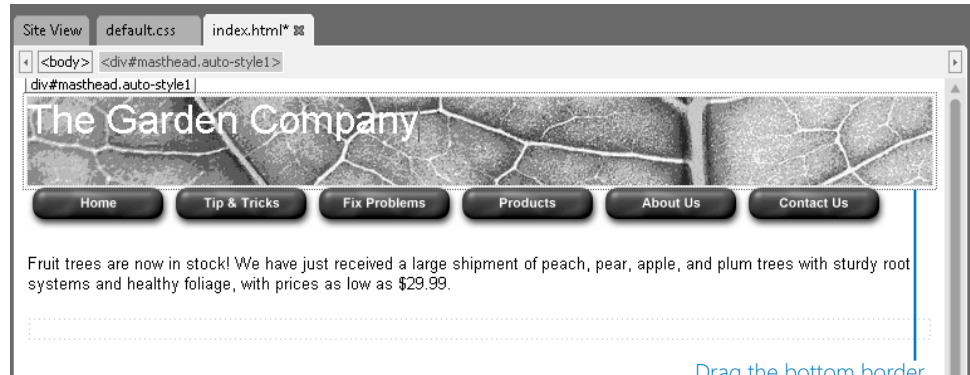 Site View default.css index.html*
<body> <div#masthead.auto-style1>
div#masthead.auto-style1
The Garden Company
Home Tip & Tricks Fix Problems Products About Us Contact Us
Fruit trees are now in stock! We have just received a large shipment of peach, pear, apple, and plum trees with sturdy root
systems and healthy foliage, with prices as low as $29.99.
Drag the bottom border